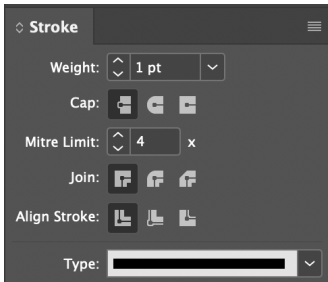 Stroke
Weight: 1 pt
Cap:
Mitre Limit: 4 x
Join:
Align Stroke:
Type: